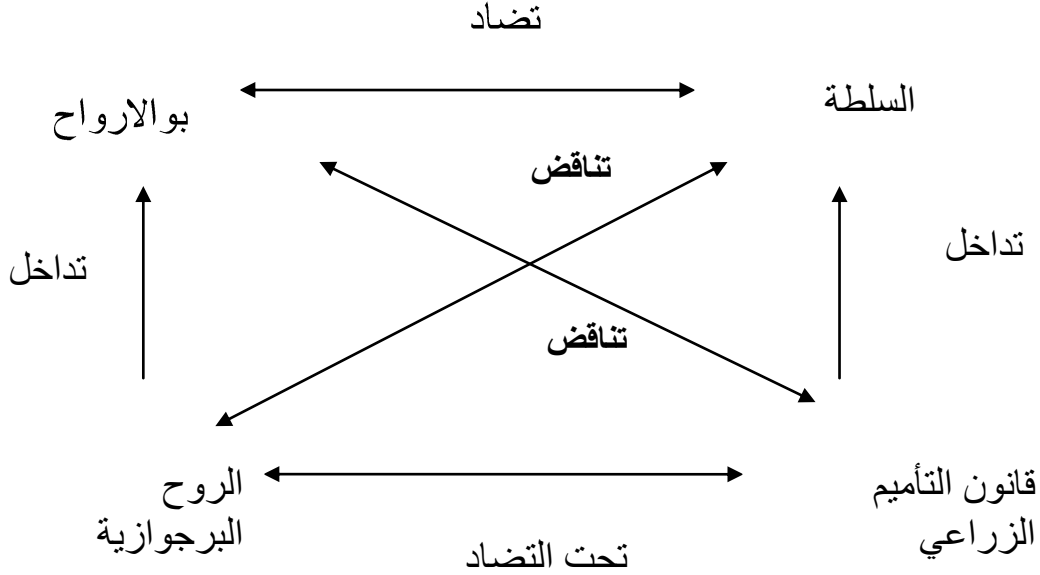 تضاد
السلطة
بوالارواح
تناقض
تداخل
تداخل
تناقض
قانون التأميم
الزراعي
الروح
البرجوازية
تحت التضاد